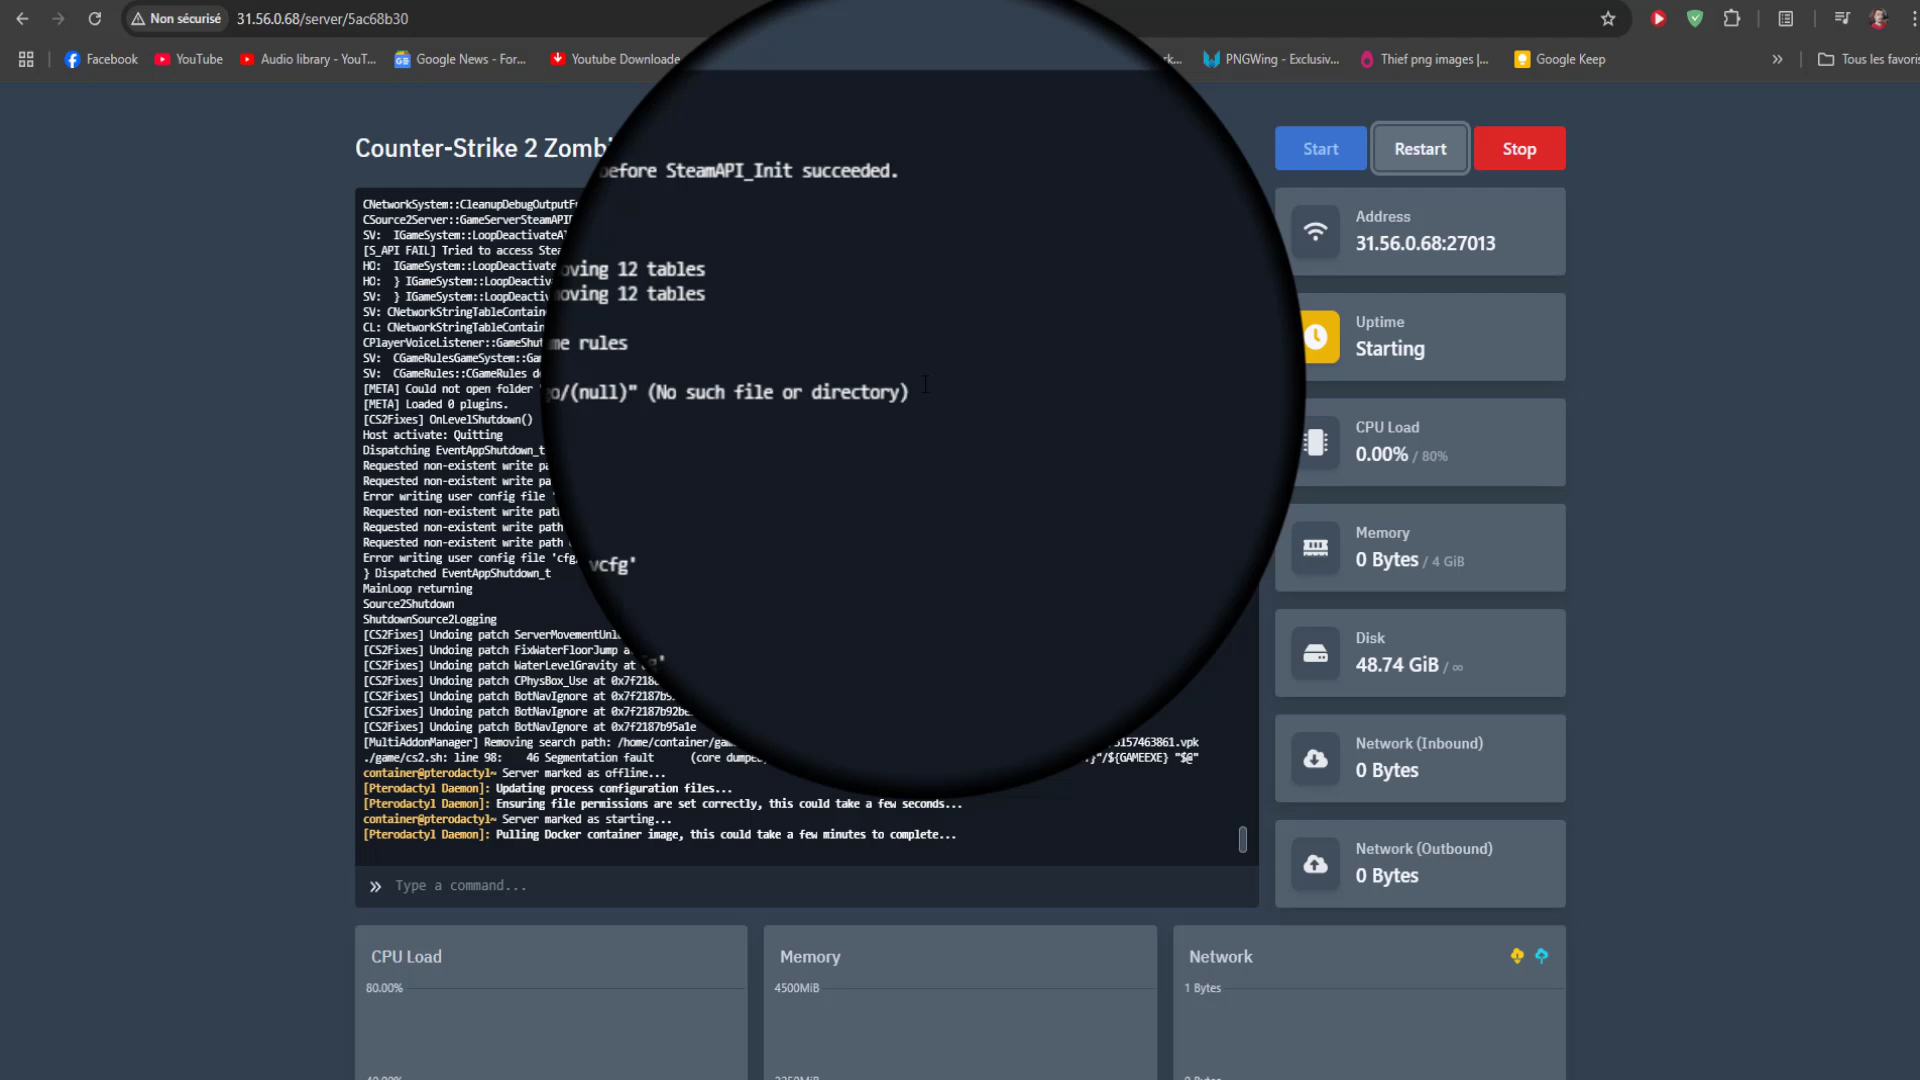 Non sécurisé
31.56.0.68/server/5ac68b30
Facebook
YouTube
Audio library - YouT...
Google News - For...
Youtube Downloade
PNGWing - Exclusiv...
Thief png images |...
Google Keep
Tous les favoris
Counter-Strike 2 Zombi
Start
Restart
Stop
before SteamAPI_Init succeeded.
oving 12 tables
oving 12 tables
me rules
go/(null)" (No such file or directory)
vcfg'
CNetworkSystem::CleanupDebugOutputF
CSource2Server::GameServerSteamAPI
SV: IGameSystem::LoopDeactivateA
[S_API FAIL] Tried to access Stea
HO: IGameSystem::LoopDeactivate
HO: } IGameSystem::LoopDeactiv
SV: } IGameSystem::LoopDeactiv
SV: CNetworkStringTableContain
CL: CNetworkStringTableContain
CPlayerVoiceListener::GameShut
SV: CGameRulesGameSystem::Ga
SV: CGameRules::CGameRules d
[META] Could not open folder "
[META] Loaded 0 plugins.
[CS2Fixes] OnLevelShutdown()
Host activate: Quitting
Dispatching EventAppShutdown_t
Requested non-existent write pa
Requested non-existent write pa
Error writing user config file '
Requested non-existent write path
Requested non-existent write path
Requested non-existent write path
Error writing user config file 'cfg
} Dispatched EventAppShutdown_t
MainLoop returning
Source2Shutdown
ShutdownSource2Logging
[CS2Fixes] Undoing patch ServerMovementUnl
[CS2Fixes] Undoing patch FixWaterFloorJump a
[CS2Fixes] Undoing patch WaterLevelGravity at
[CS2Fixes] Undoing patch CPhysBox_Use at 0x7f218
[CS2Fixes] Undoing patch BotNavIgnore at 0x7f2187b9
[CS2Fixes] Undoing patch BotNavIgnore at 0x7f2187b92be
[CS2Fixes] Undoing patch BotNavIgnore at 0x7f2187b95a1e
[MultiAddonManager] Removing search path: /home/container/ga 5157463861.vpk
./game/cs2.sh: line 98: 46 Segmentation fault (core dumped }"/${GAMEEXE} "$@"
container@pterodactyl~ Server marked as offline...
[Pterodactyl Daemon]: Updating process configuration files...
[Pterodactyl Daemon]: Ensuring file permissions are set correctly, this could take a few seconds...
container@pterodactyl~ Server marked as starting...
[Pterodactyl Daemon]: Pulling Docker container image, this could take a few minutes to complete...
Type a command...
Address
31.56.0.68:27013
Uptime
Starting
CPU Load
0.00% / 80%
Memory
0 Bytes / 4 GiB
Disk
48.74 GiB / ∞
Network (Inbound)
0 Bytes
Network (Outbound)
0 Bytes
CPU Load
80.00%
Memory
4500MiB
Network
1 Bytes